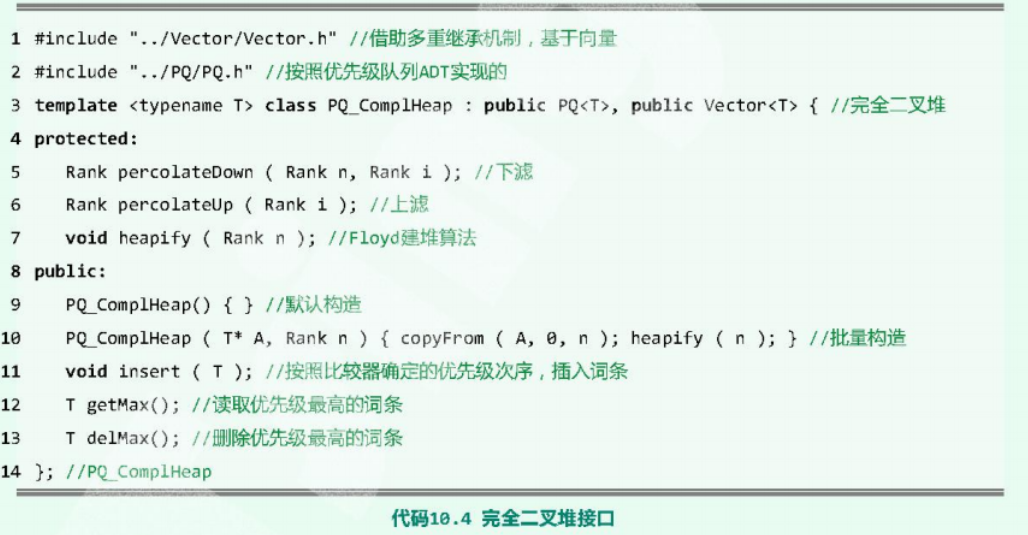 1 #include "../Vector/Vector.h" //借助多重继承机制，基于向量
2 #include "../PQ/PQ.h" //按照优先级队列ADT实现的
3 template <typename T> class PQ_ComplHeap : public PQ<T>, public Vector<T> { //完全二叉堆
4 protected:
5 Rank percolateDown ( Rank n, Rank i ); //下滤
6 Rank percolateUp ( Rank i ); //上滤
7 void heapify ( Rank n ); //Floyd建堆算法
8 public:
9 PQ_ComplHeap() { } //默认构造
10 PQ_ComplHeap ( T* A, Rank n ) { copyFrom ( A, 0, n ); heapify ( n ); } //批量构造
11 void insert ( T ); //按照比较器确定的优先级次序，插入词条
12 T getMax(); //读取优先级最高的词条
13 T delMax(); //删除优先级最高的词条
14 }; //PQ_ComplHeap
代码10.4 完全二叉堆接口